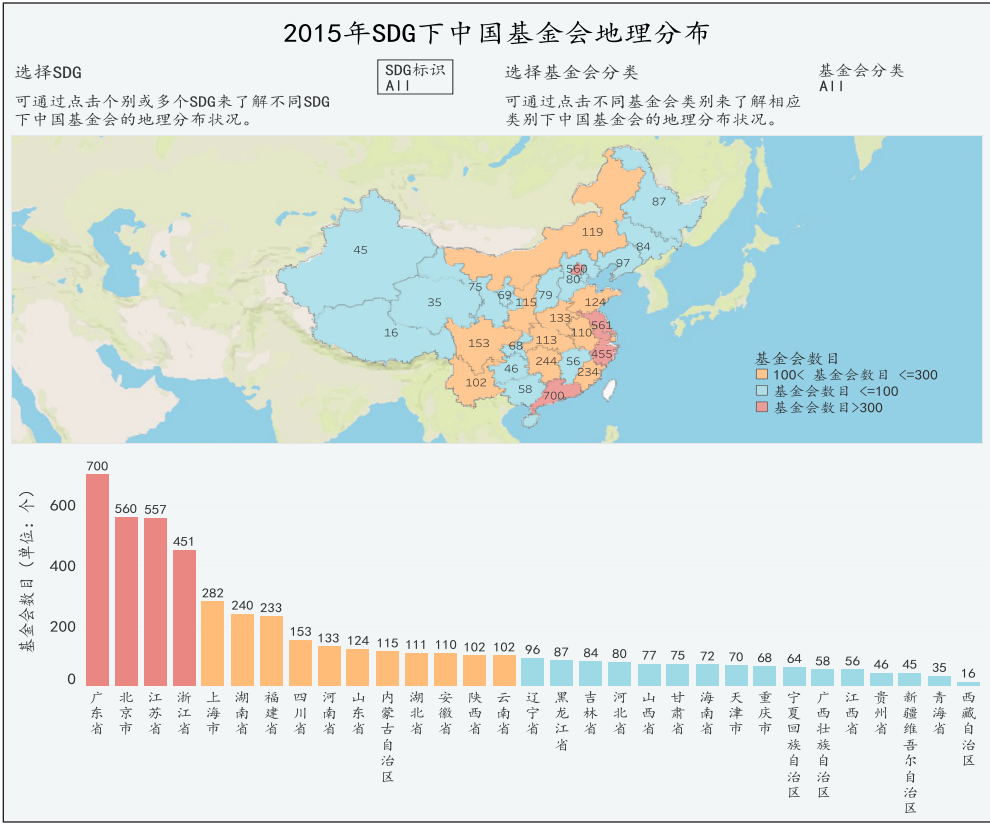 2015年SDG下中国基金会地理分布
选择SDG
可通过点击个别或多个SDG来了解不同SDG
下中国基金会的地理分布状况。
SDG标识
All
选择基金会分类
可通过点击不同基金会类别来了解相应
类别下中国基金会的地理分布状况。
基金会分类
All
87
119
84
45
97
560
80
75
69
79
35
115
124
133
561
16
110
153
68
113
455
244
56
46
234
102
58
700
基金会数目
100< 基金会数目 <=300
基金会数目 <=100
基金会数目>300
基金会数目（单位：个）
600
400
200
0
700
560
557
451
282
240
233
153
133
124
115
111
110
102
102
96
87
84
80
77
75
72
70
68
64
58
56
46
45
35
16
广东省
北京市
江苏省
浙江省
上海市
湖南省
福建省
四川省
河南省
山东省
内蒙古自治区
湖北省
安徽省
陕西省
云南省
辽宁省
黑龙江省
吉林省
河北省
山西省
甘肃省
海南省
天津市
重庆市
宁夏回族自治区
广西壮族自治区
江西省
贵州省
新疆维吾尔自治区
青海省
西藏自治区